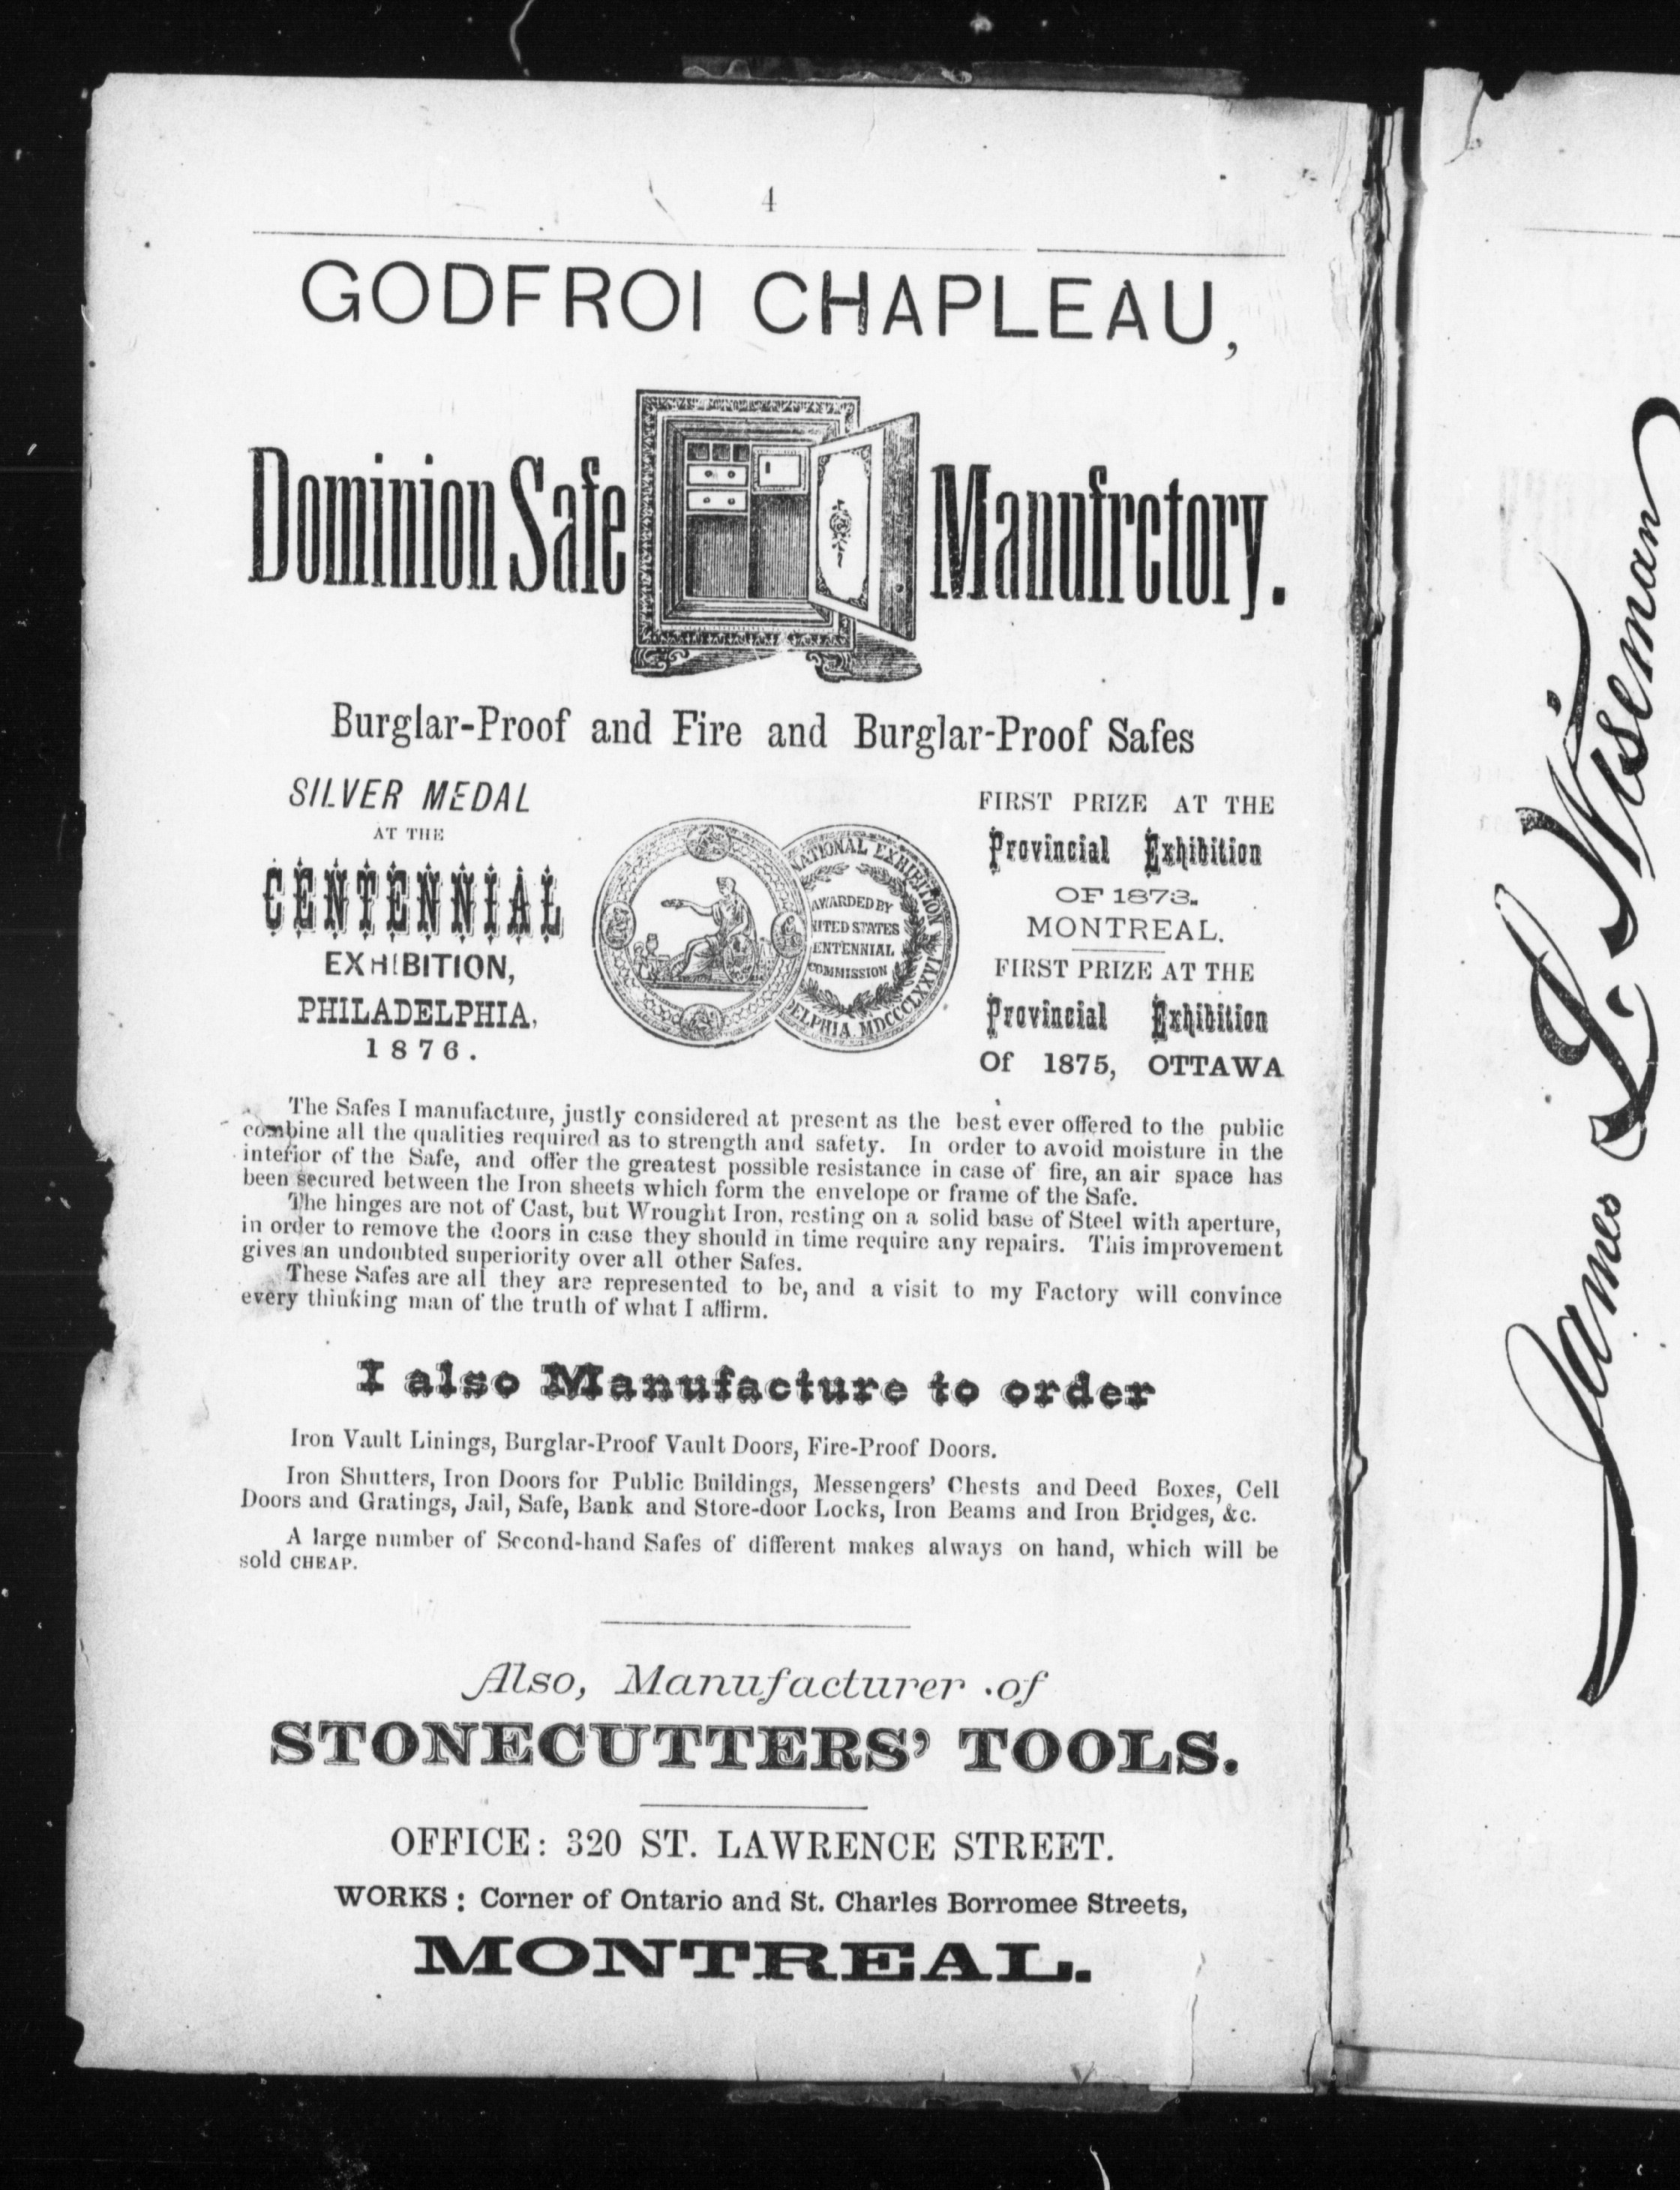 4
GODFROI CHAPLEAU,
Dominion Safe Manufrctory.
Burglar-Proof and Fire and Burglar-Proof Safes
SILVER MEDAL
AT THE
CENTENNIAL
EXHIBITION,
PHILADELPHIA,
1876.
ATIONAL EXHIBITION
AWARDED BY
NITED STATES
ENTENNIAL
COMMISSION
DELPHIA. MDCCCLXXVI
FIRST PRIZE AT THE
Provincial Exhibition
OF 1873.
MONTREAL.
FIRST PRIZE AT THE
Provincial Exhibition
Of 1875, OTTAWA
The Safes I manufacture, justly considered at present as the best ever offered to the public
combine all the qualities required as to strength and safety. In order to avoid moisture in the
interior of the Safe, and offer the greatest possible resistance in case of fire, an air space has
been secured between the Iron sheets which form the envelope or frame of the Safe.
The hinges are not of Cast, but Wrought Iron, resting on a solid base of Steel with aperture,
in order to remove the doors in case they should in time require any repairs. This improvement
gives an undoubted superiority over all other Safes.
These Safes are all they are represented to be, and a visit to my Factory will convince
every thinking man of the truth of what I affirm.
I also Manufacture to order
Iron Vault Linings, Burglar-Proof Vault Doors, Fire-Proof Doors.
Iron Shutters, Iron Doors for Public Buildings, Messengers' Chests and Deed Boxes, Cell
Doors and Gratings, Jail, Safe, Bank and Store-door Locks, Iron Beams and Iron Bridges, &c.
A large number of Second-hand Safes of different makes always on hand, which will be
sold CHEAP.
Also, Manufacturer of
STONECUTTERS' TOOLS.
OFFICE: 320 ST. LAWRENCE STREET.
WORKS: Corner of Ontario and St. Charles Borromee Streets,
MONTREAL.
James L. Wiseman